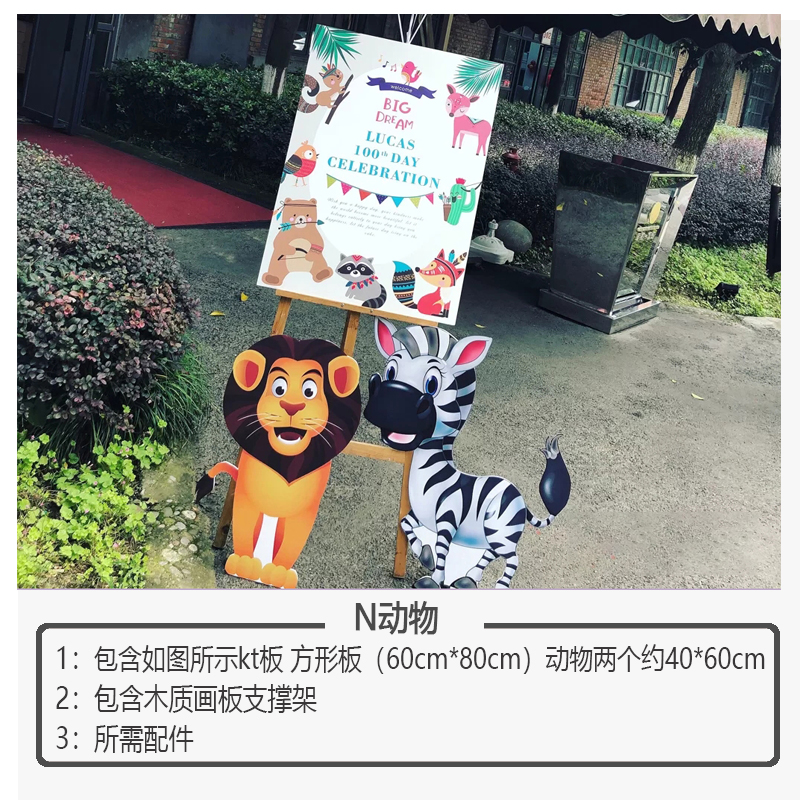 welcome
BIG
DREAM
LUCAS
100th DAY
CELEBRATION
N动物
1：包含如图所示kt板 方形板（60cm*80cm）动物两个约40*60cm
2：包含木质画板支撑架
3：所需配件